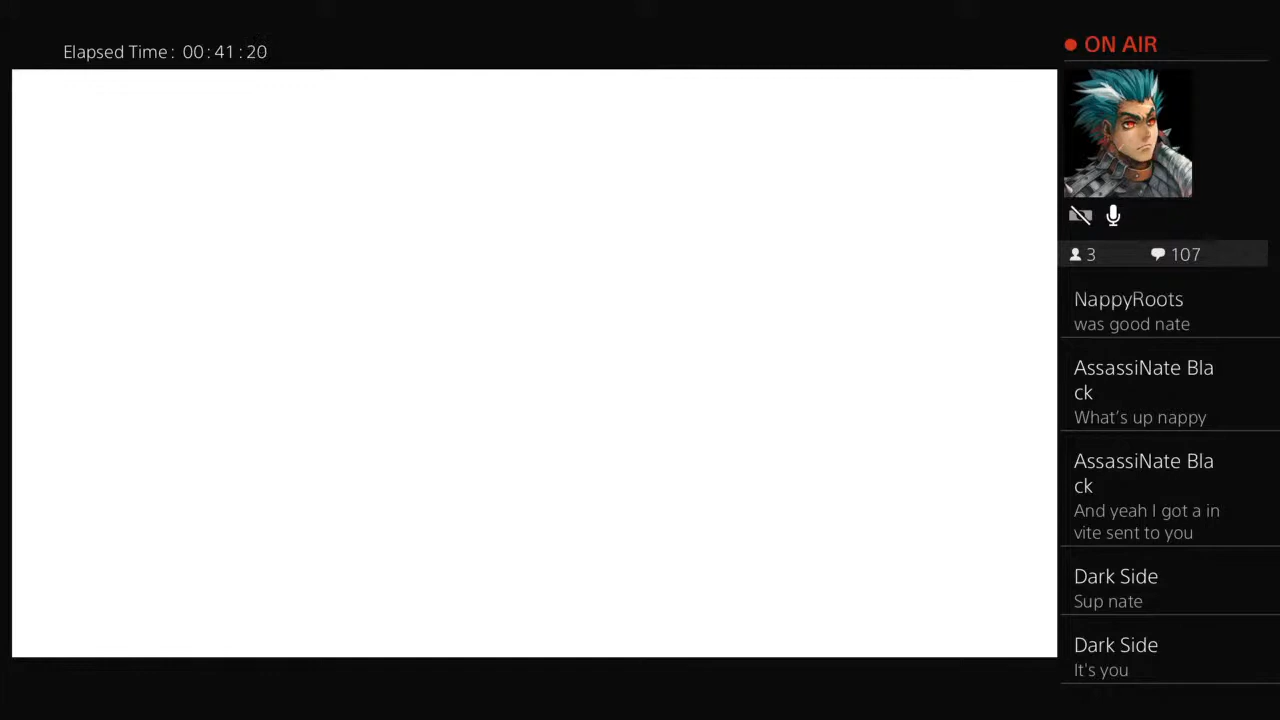 Elapsed Time: 00:41:20
ON AIR
3 107
NappyRoots
was good nate
AssassiNate Bla
ck
What's up nappy
AssassiNate Bla
ck
And yeah I got a in
vite sent to you
Dark Side
Sup nate
Dark Side
It's you